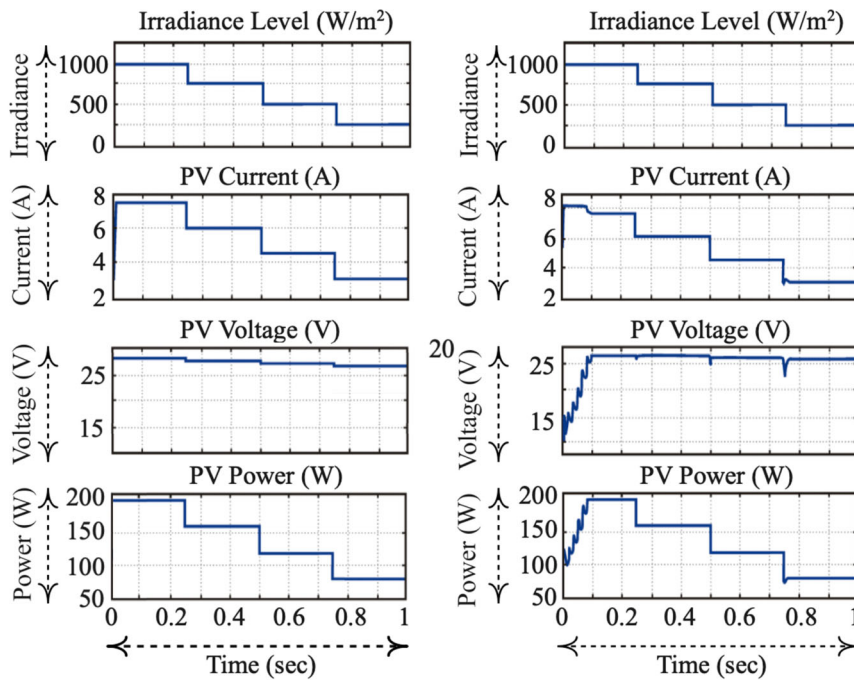 Irradiance Level (W/m²)
Irradiance
1000
500
0
PV Current (A)
Current (A)
8
6
4
2
PV Voltage (V)
Voltage (V)
25
15
PV Power (W)
Power (W)
200
150
100
50
0 0.2 0.4 0.6 0.8 1
Time (sec)
Irradiance Level (W/m²)
Irradiance
1000
500
0
PV Current (A)
Current (A)
8
6
4
2
PV Voltage (V)
20
Voltage (V)
25
15
PV Power (W)
Power (W)
200
150
100
50
0 0.2 0.4 0.6 0.8 1
Time (sec)